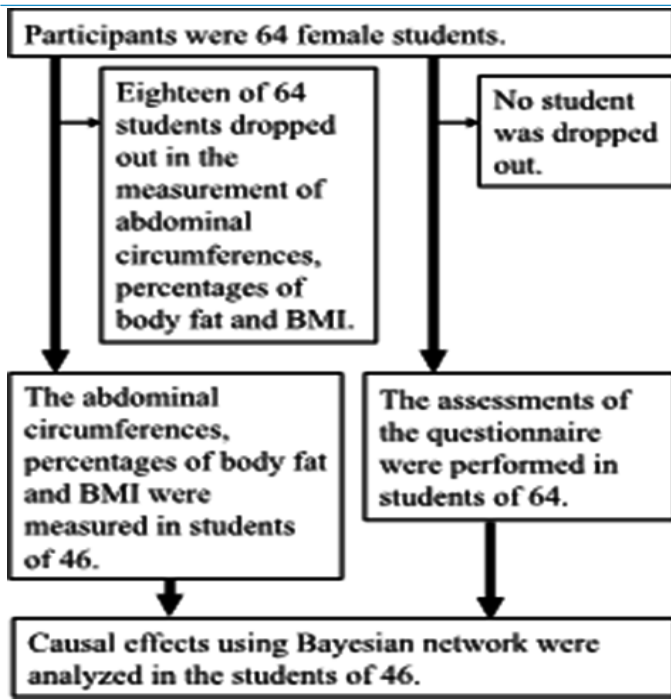 Participants were 64 female students.
Eighteen of 64
students dropped
out in the
measurement of
abdominal
circumferences,
percentages of
body fat and BMI.
No student
was dropped
out.
The abdominal
circumferences,
percentages of body fat
and BMI were
measured in students
of 46.
The assessments of
the questionnaire
were performed in
students of 64.
Causal effects using Bayesian network were
analyzed in the students of 46.